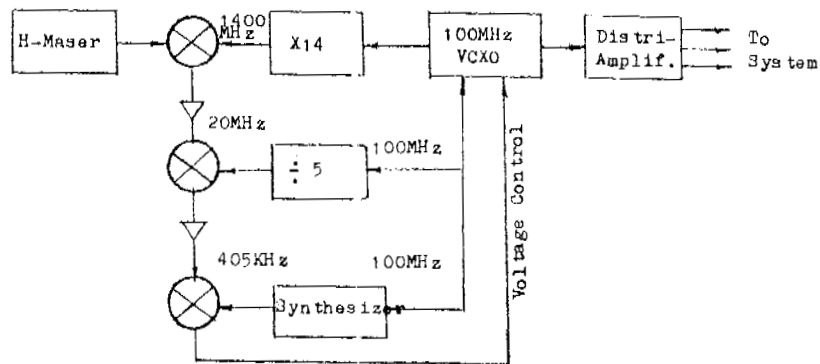 H-Maser
1400
MHz
X14
100MHz
VCXO
Distri-
Amplif.
To
System
20MHz
÷ 5
100MHz
Voltage Control
405KHz
100MHz
Synthesizer